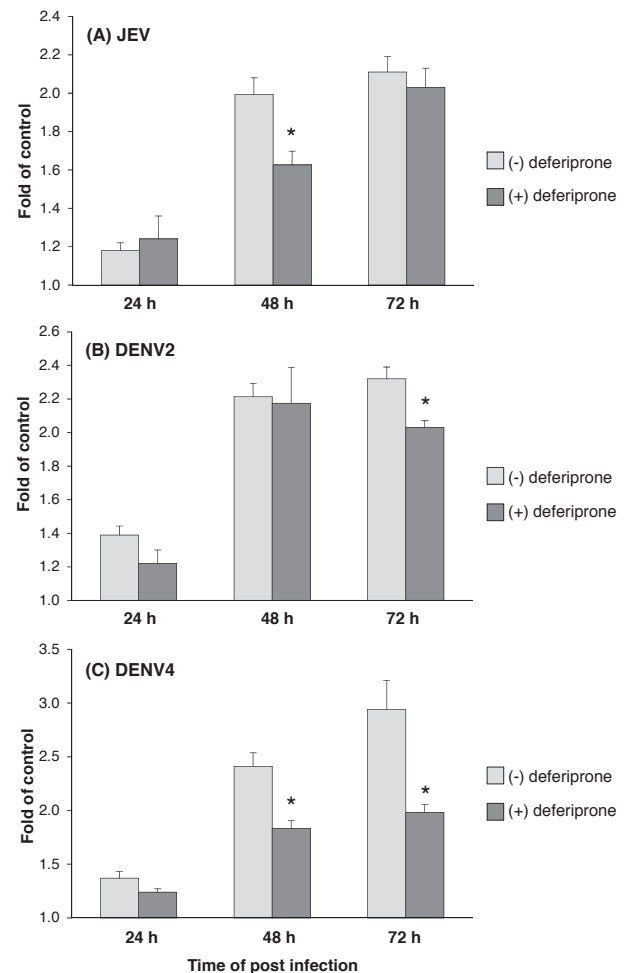 (A) JEV
Fold of control
2.4
2.2
2.0
1.8
1.6
1.4
1.2
1.0
*
24 h 48 h 72 h
(-) deferiprone
(+) deferiprone
(B) DENV2
Fold of control
2.6
2.4
2.2
2.0
1.8
1.6
1.4
1.2
1.0
*
24 h 48 h 72 h
(-) deferiprone
(+) deferiprone
(C) DENV4
Fold of control
3.5
3.0
2.5
2.0
1.5
1.0
* *
24 h 48 h 72 h
(-) deferiprone
(+) deferiprone
Time of post infection